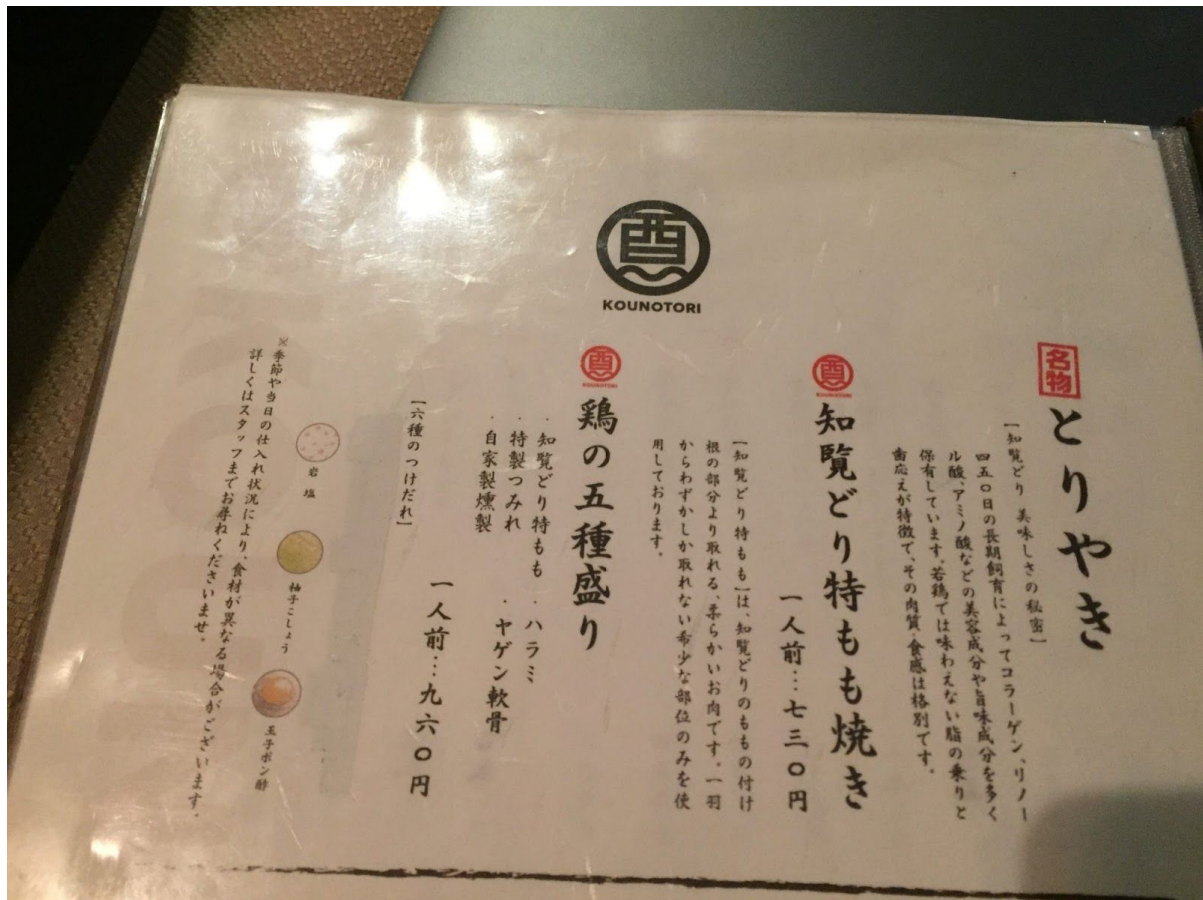 酉
KOUNOTORI
名物
とりやき
【知覧どり 美味しさの秘密】
四五〇日の長期飼育によってコラーゲン、リノー
ル酸、アミノ酸などの美容成分や旨味成分を多く
保有しています。若鶏では味わえない脂の乗りと
歯応えが特徴で、その肉質・食感は格別です。
酉
KOUNOTORI
知覧どり特もも焼き
一人前…七三〇円
【知覧どり特もも】は、知覧どりのももの付け
根の部分より取れる、柔らかいお肉です。一羽
からわずかしか取れない希少な部位のみを使
用しております。
酉
KOUNOTORI
鶏の五種盛り
・知覧どり特もも ・ハラミ
・特製つみれ ・ヤゲン軟骨
・自家製燻製
一人前…九六〇円
【六種のつけだれ】
岩塩
柚子こしょう
玉子ポン酢
※季節や当日の仕入れ状況により、食材が異なる場合がございます。
詳しくはスタッフまでお尋ねくださいませ。